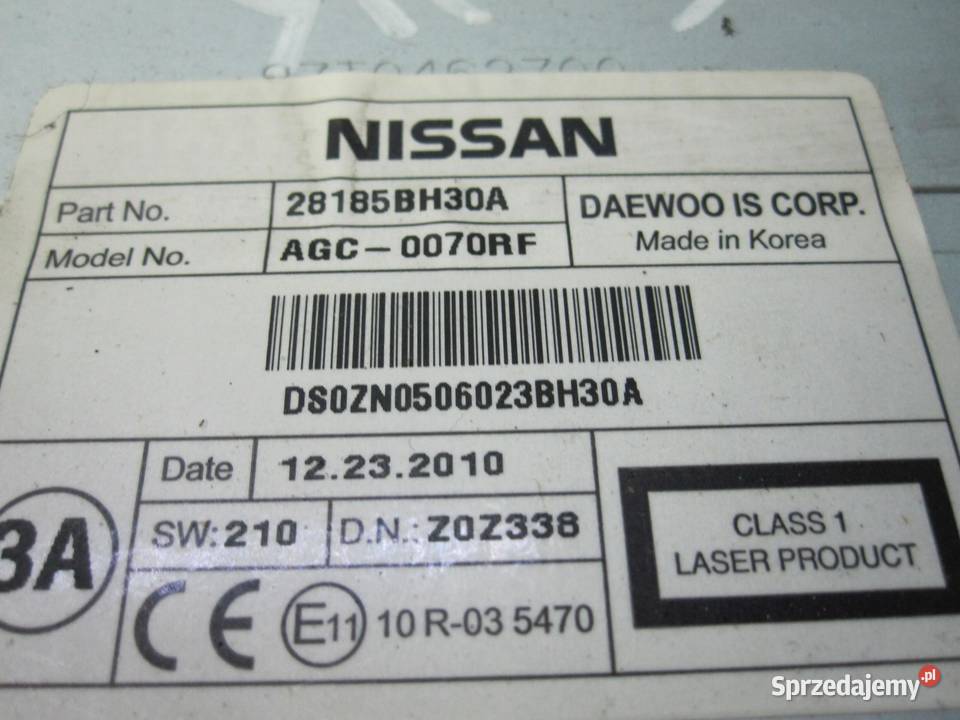 NISSAN
Part No. 28185BH30A
DAEWOO IS CORP.
Model No. AGC-0070RF
Made in Korea
DS0ZN0506023BH30A
3A
Date 12.23.2010
SW:210 D.N.: Z0Z338
CE E11 10 R-03 5470
CLASS 1
LASER PRODUCT
Sprzedajemy.pl